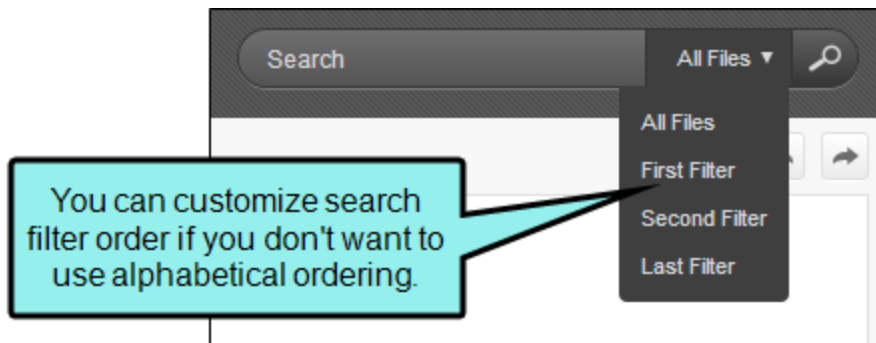 Search
All Files ▼
All Files
First Filter
Second Filter
Last Filter
You can customize search
filter order if you don't want to
use alphabetical ordering.